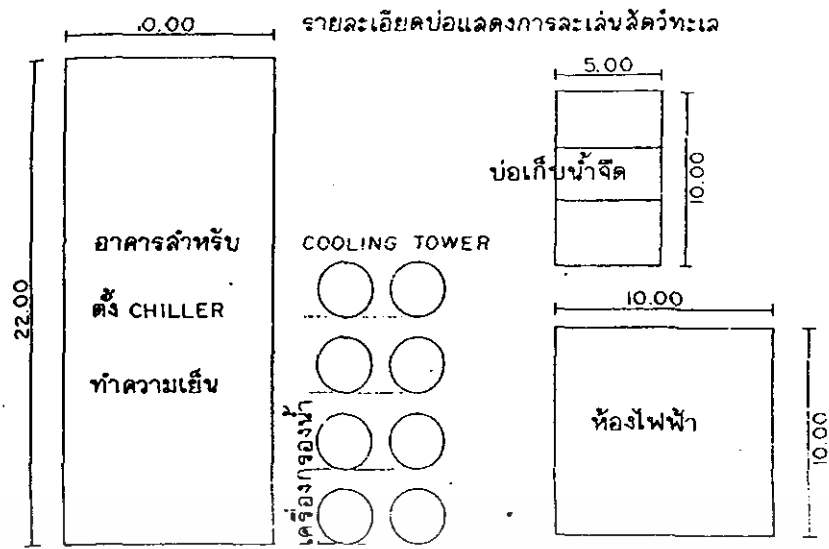 รายละเอียดบ่อแสดงการละเล่นสัตว์ทะเล
10.00
22.00
อาคารสำหรับ
ตั้ง CHILLER
ทำความเย็น
COOLING TOWER
เครื่องกรองน้ำ
5.00
10.00
บ่อเก็บน้ำจืด
10.00
10.00
ห้องไฟฟ้า